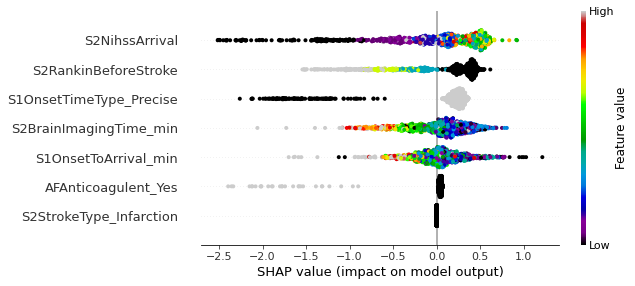 High
S2NihssArrival
S2RankinBeforeStroke
S1OnsetTimeType_Precise
S2BrainImagingTime_min
S1OnsetToArrival_min
AFAnticoagulent_Yes
S2StrokeType_Infarction
Feature value
Low
−2.5 −2.0 −1.5 −1.0 −0.5 0.0 0.5 1.0
SHAP value (impact on model output)